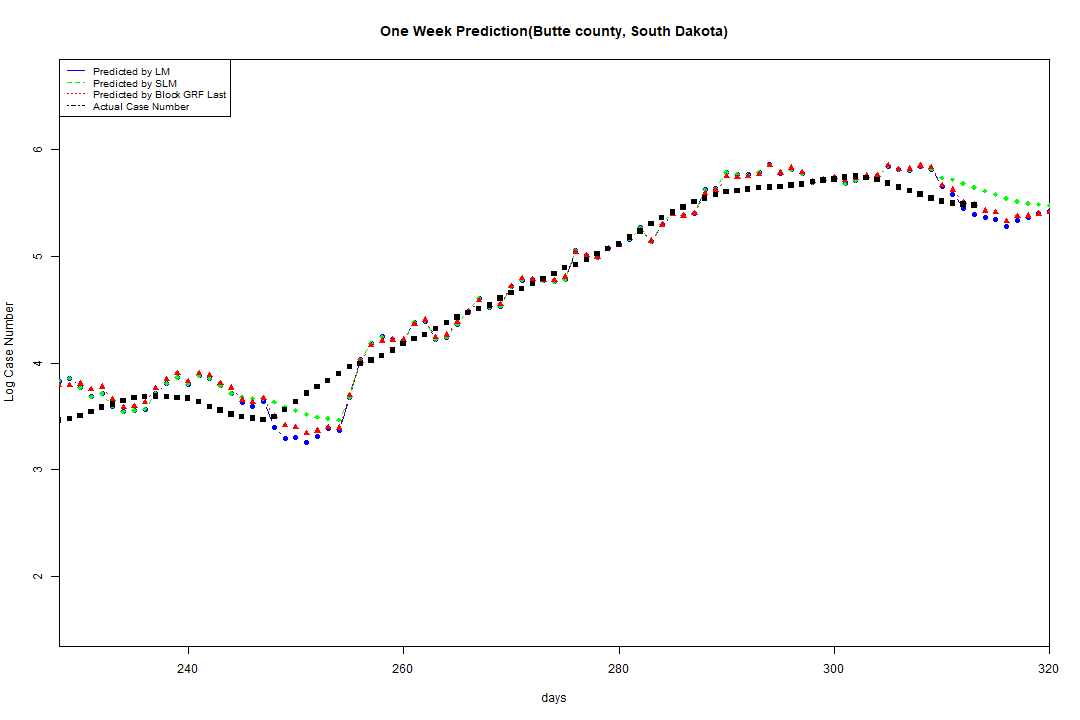 One Week Prediction(Butte county, South Dakota)
Predicted by LM
Predicted by SLM
Predicted by Block GRF Last
Actual Case Number
6
5
4
3
2
Log Case Number
240 260 280 300 320
days